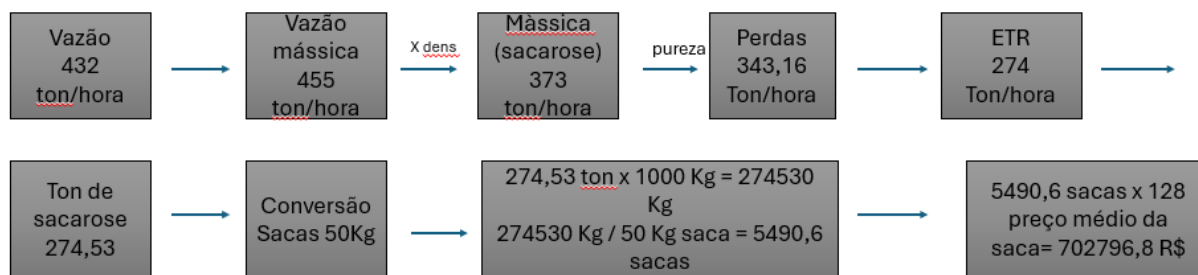 Vazão
432
ton/hora
Vazão
mássica
455
ton/hora
X dens
Màssica
(sacarose)
373
ton/hora
pureza
Perdas
343,16
Ton/hora
ETR
274
Ton/hora
Ton de
sacarose
274,53
Conversão
Sacas 50Kg
274,53 ton x 1000 Kg = 274530
Kg
274530 Kg / 50 Kg saca = 5490,6
sacas
5490,6 sacas x 128
preço médio da
saca= 702796,8 R$